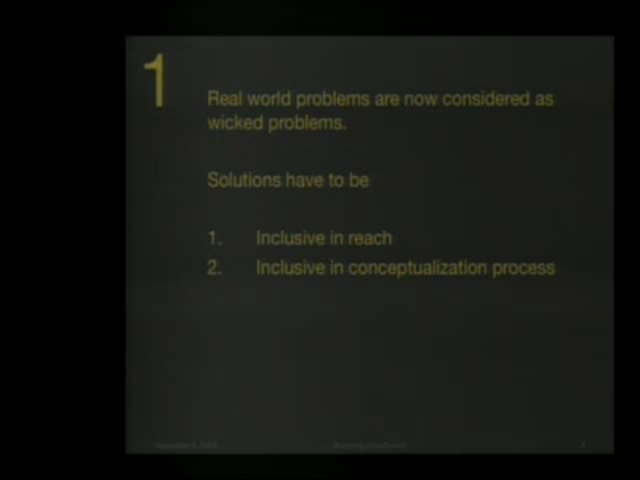 1
Real world problems are now considered as
wicked problems.
Solutions have to be
1. Inclusive in reach
2. Inclusive in conceptualization process